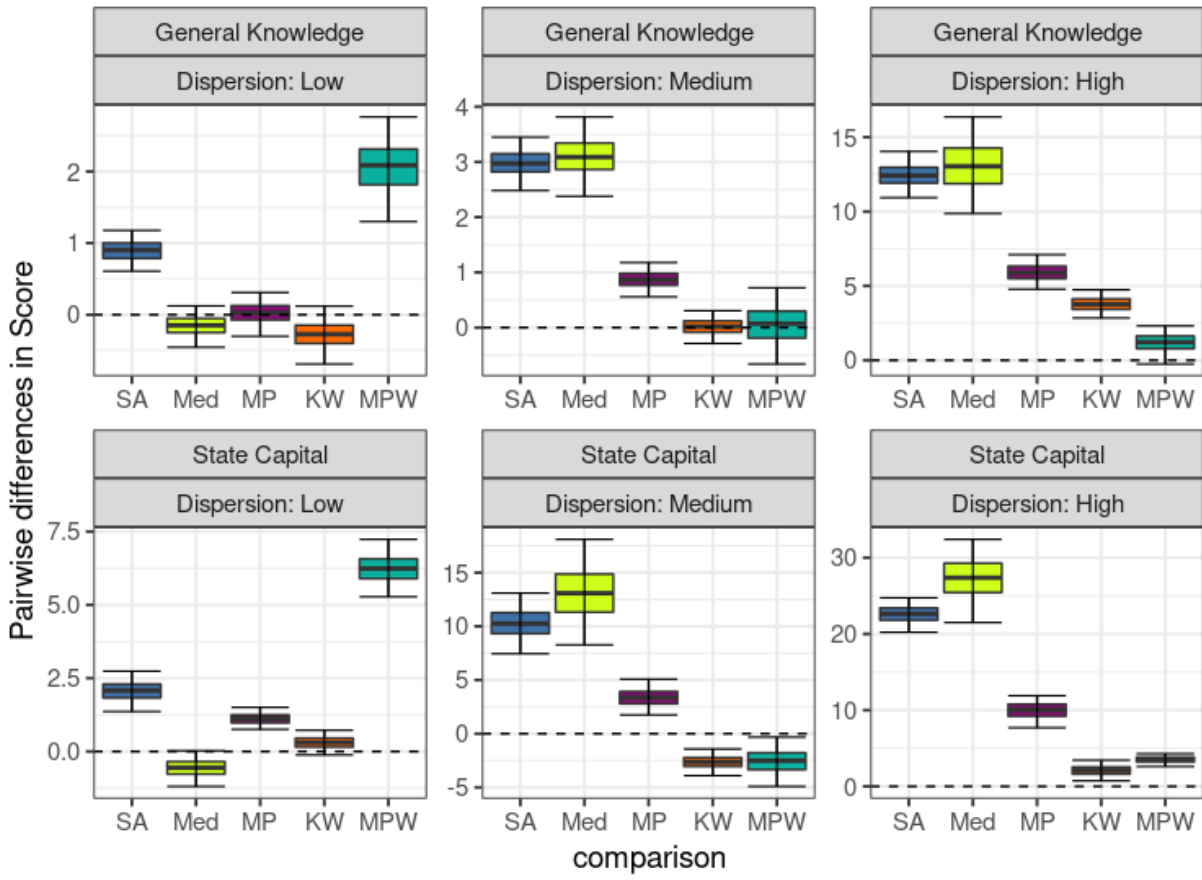 General Knowledge
General Knowledge
General Knowledge
Dispersion: Low
Dispersion: Medium
Dispersion: High
2
1
0
4
3
2
1
0
15
10
5
0
SA Med MP KW MPW
SA Med MP KW MPW
SA Med MP KW MPW
Pairwise differences in Score
State Capital
State Capital
State Capital
Dispersion: Low
Dispersion: Medium
Dispersion: High
7.5
5.0
2.5
0.0
15
10
5
0
-5
30
20
10
0
SA Med MP KW MPW
SA Med MP KW MPW
SA Med MP KW MPW
comparison